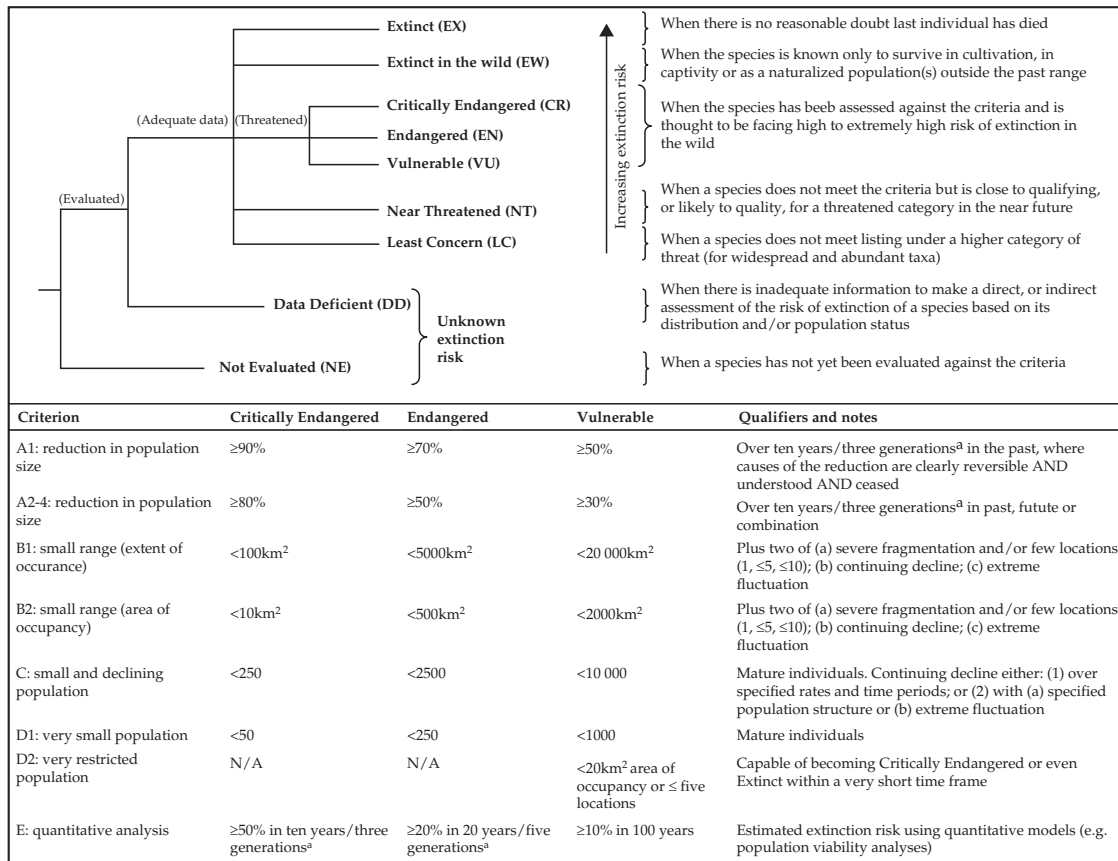 Extinct (EX)
When there is no reasonable doubt last individual has died
Extinct in the wild (EW)
When the species is known only to survive in cultivation, in
captivity or as a naturalized population(s) outside the past range
(Adequate data)
(Threatened)
Critically Endangered (CR)
Endangered (EN)
Vulnerable (VU)
When the species has beeb assessed against the criteria and is
thought to be facing high to extremely high risk of extinction in
the wild
Increasing extinction risk
(Evaluated)
Near Threatened (NT)
When a species does not meet the criteria but is close to qualifying,
or likely to quality, for a threatened category in the near future
Least Concern (LC)
When a species does not meet listing under a higher category of
threat (for widespread and abundant taxa)
Data Deficient (DD)
When there is inadequate information to make a direct, or indirect
assessment of the risk of extinction of a species based on its
distribution and/or population status
Unknown
extinction
risk
Not Evaluated (NE)
When a species has not yet been evaluated against the criteria
Criterion Critically Endangered Endangered Vulnerable Qualifiers and notes
A1: reduction in population ≥90% ≥70% ≥50% Over ten years/three generationsa in the past, where
size causes of the reduction are clearly reversible AND
understood AND ceased
A2-4: reduction in population ≥80% ≥50% ≥30% Over ten years/three generationsa in past, futute or
size combination
B1: small range (extent of <100km2 <5000km2 <20 000km2 Plus two of (a) severe fragmentation and/or few locations
occurance) (1, ≤5, ≤10); (b) continuing decline; (c) extreme
fluctuation
B2: small range (area of <10km2 <500km2 <2000km2 Plus two of (a) severe fragmentation and/or few locations
occupancy) (1, ≤5, ≤10); (b) continuing decline; (c) extreme
fluctuation
C: small and declining <250 <2500 <10 000 Mature individuals. Continuing decline either: (1) over
population specified rates and time periods; or (2) with (a) specified
population structure or (b) extreme fluctuation
D1: very small population <50 <250 <1000 Mature individuals
D2: very restricted N/A N/A <20km2 area of Capable of becoming Critically Endangered or even
population occupancy or ≤ five Extinct within a very short time frame
locations
E: quantitative analysis ≥50% in ten years/three ≥20% in 20 years/five ≥10% in 100 years Estimated extinction risk using quantitative models (e.g.
generationsa generationsa population viability analyses)